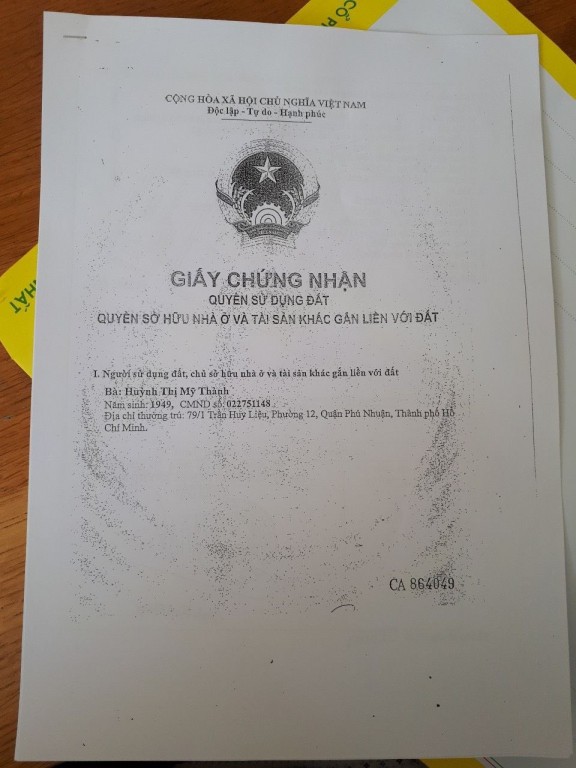 CỔ PH
CỘNG HÒA XÃ HỘI CHỦ NGHĨA VIỆT NAM
Độc lập - Tự do - Hạnh phúc
GIẤY CHỨNG NHẬN
QUYỀN SỬ DỤNG ĐẤT
QUYỀN SỞ HỮU NHÀ Ở VÀ TÀI SẢN KHÁC GẮN LIỀN VỚI ĐẤT
NHẤT
I. Người sử dụng đất, chủ sở hữu nhà ở và tài sản khác gắn liền với đất
Bà: Huỳnh Thị Mỹ Thành
Năm sinh: 1949, CMND số: 022751148
Địa chỉ thường trú: 79/1 Trần Huy Liệu, Phường 12, Quận Phú Nhuận, Thành phố Hồ
Chí Minh.
CA 864049